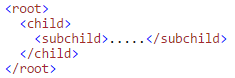 <root>
  <child>
    <subchild>.....</subchild>
  </child>
</root>